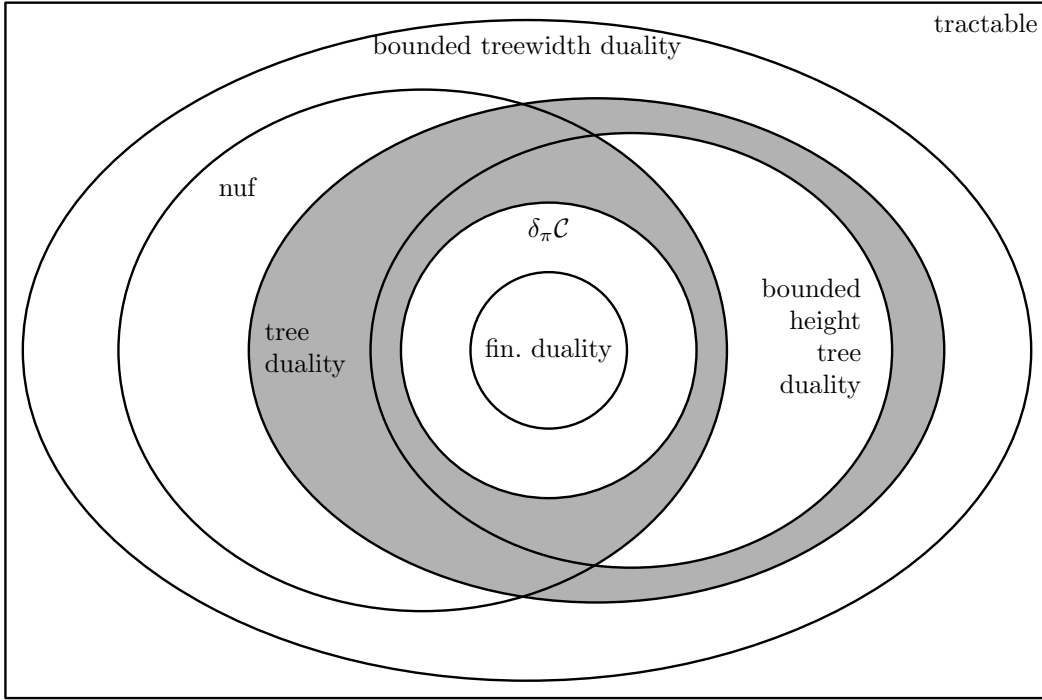 tractable
bounded treewidth duality
nuf
δ_π𝒞
bounded
height
tree
duality
tree
duality
fin. duality